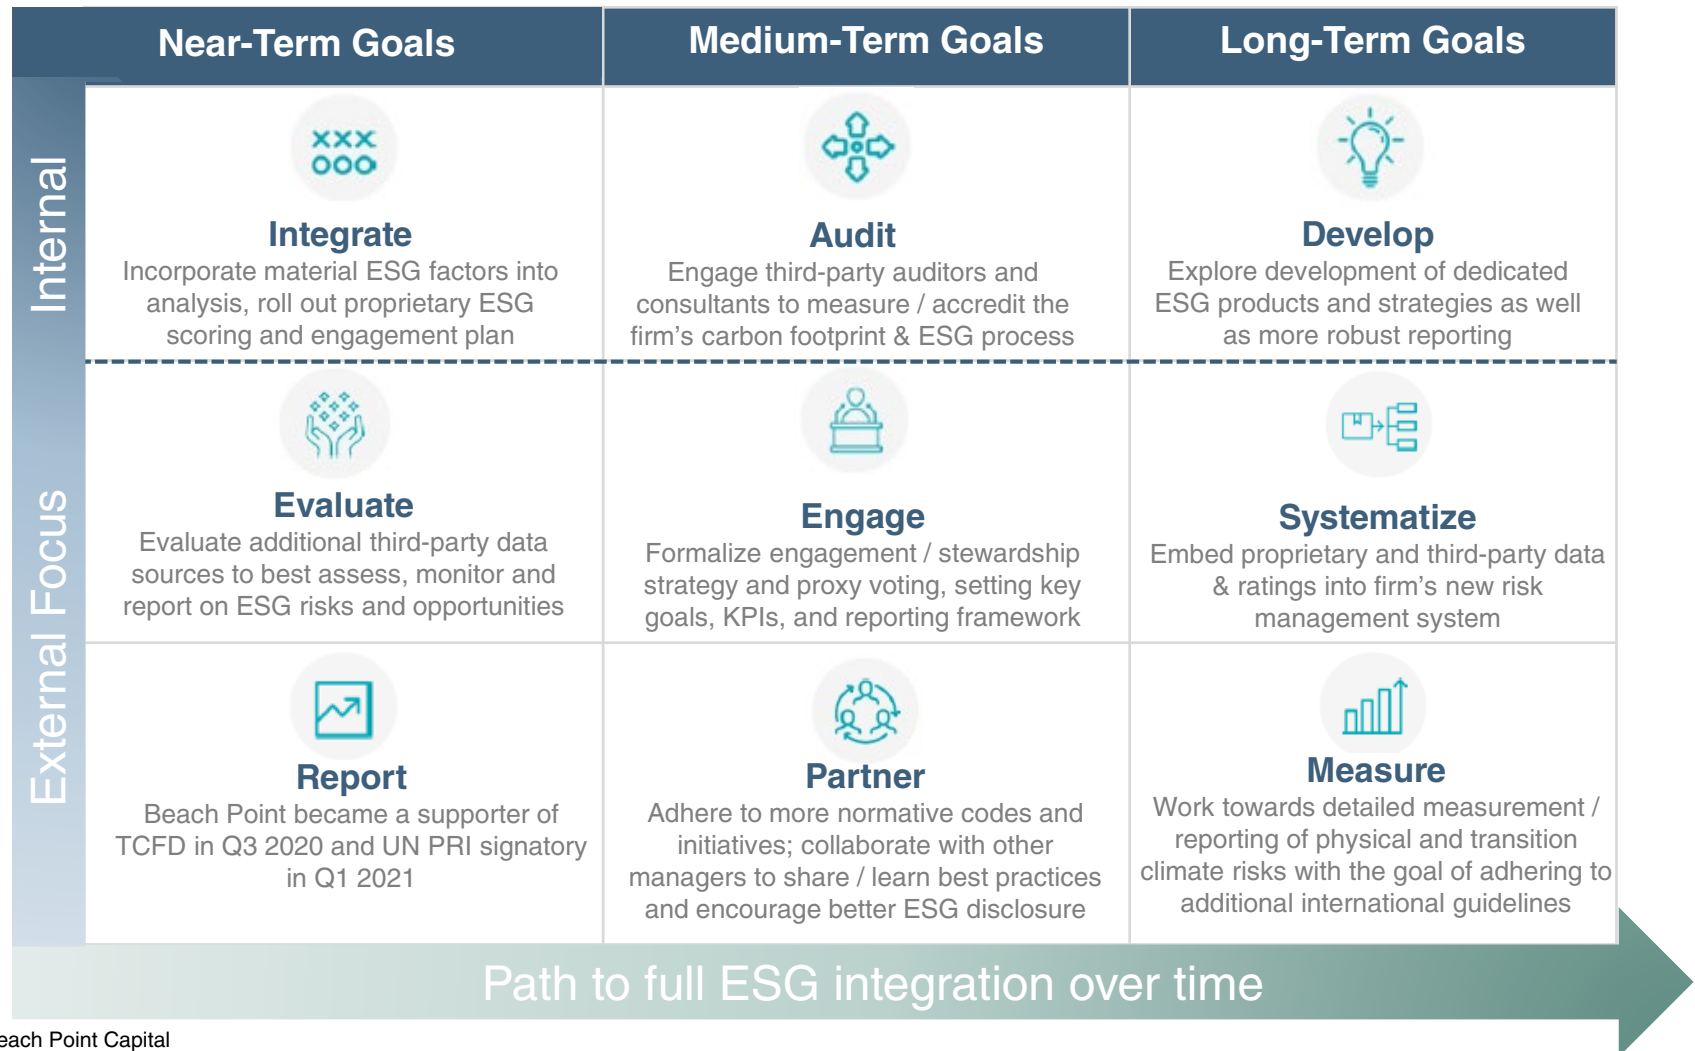 Near-Term Goals
Medium-Term Goals
Long-Term Goals
Internal
Integrate
Incorporate material ESG factors into
analysis, roll out proprietary ESG
scoring and engagement plan
Audit
Engage third-party auditors and
consultants to measure / accredit the
firm's carbon footprint & ESG process
Develop
Explore development of dedicated
ESG products and strategies as well
as more robust reporting
External Focus
Evaluate
Evaluate additional third-party data
sources to best assess, monitor and
report on ESG risks and opportunities
Engage
Formalize engagement / stewardship
strategy and proxy voting, setting key
goals, KPIs, and reporting framework
Systematize
Embed proprietary and third-party data
& ratings into firm's new risk
management system
Report
Beach Point became a supporter of
TCFD in Q3 2020 and UN PRI signatory
in Q1 2021
Partner
Adhere to more normative codes and
initiatives; collaborate with other
managers to share / learn best practices
and encourage better ESG disclosure
Measure
Work towards detailed measurement /
reporting of physical and transition
climate risks with the goal of adhering to
additional international guidelines
Path to full ESG integration over time
each Point Capital